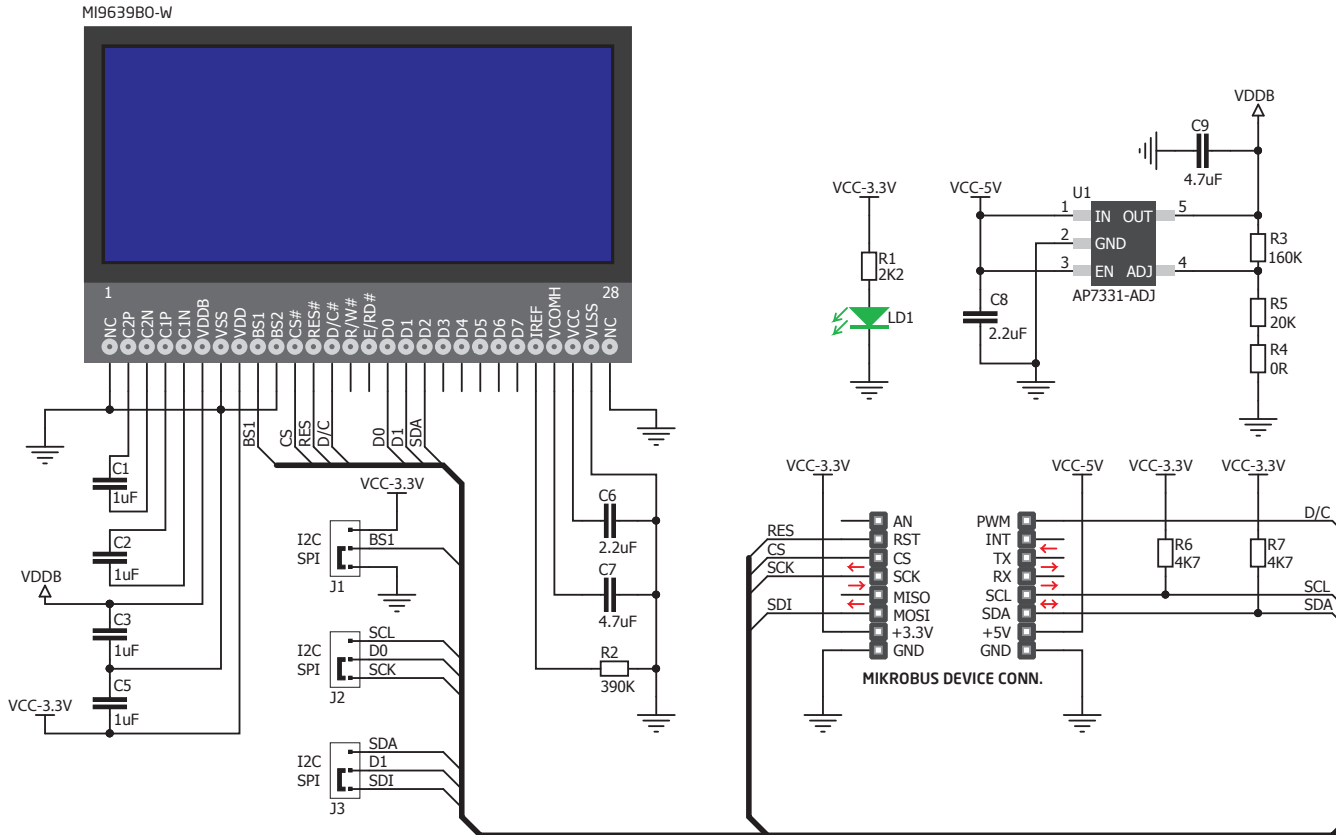 MI9639BO-W
1
28
NC
C2P
C2N
C1P
C1N
VDDB
VSS
VDD
BS1
BS2
CS#
RES#
D/C#
R/W#
E/RD#
D0
D1
D2
D3
D4
D5
D6
D7
IREF
VCOMH
VCC
VLSS
NC
BS1
CS
RES
D/C
D0
D1
SDA
C1
1uF
C2
1uF
VDDB
C3
1uF
C5
1uF
VCC-3.3V
VCC-3.3V
I2C
SPI
BS1
J1
I2C
SPI
SCL
D0
SCK
J2
I2C
SPI
SDA
D1
SDI
J3
C6
2.2uF
C7
4.7uF
R2
390K
VCC-3.3V
R1
2K2
LD1
VCC-5V
C8
2.2uF
U1
1
2
3
IN
GND
EN
OUT
ADJ
5
4
AP7331-ADJ
VDDB
C9
4.7uF
R3
160K
R5
20K
R4
0R
VCC-3.3V
VCC-5V
VCC-3.3V
VCC-3.3V
RES
CS
SCK
SDI
AN
RST
CS
SCK
MISO
MOSI
+3.3V
GND
PWM
INT
TX
RX
SCL
SDA
+5V
GND
R6
4K7
R7
4K7
D/C
SCL
SDA
MIKROBUS DEVICE CONN.